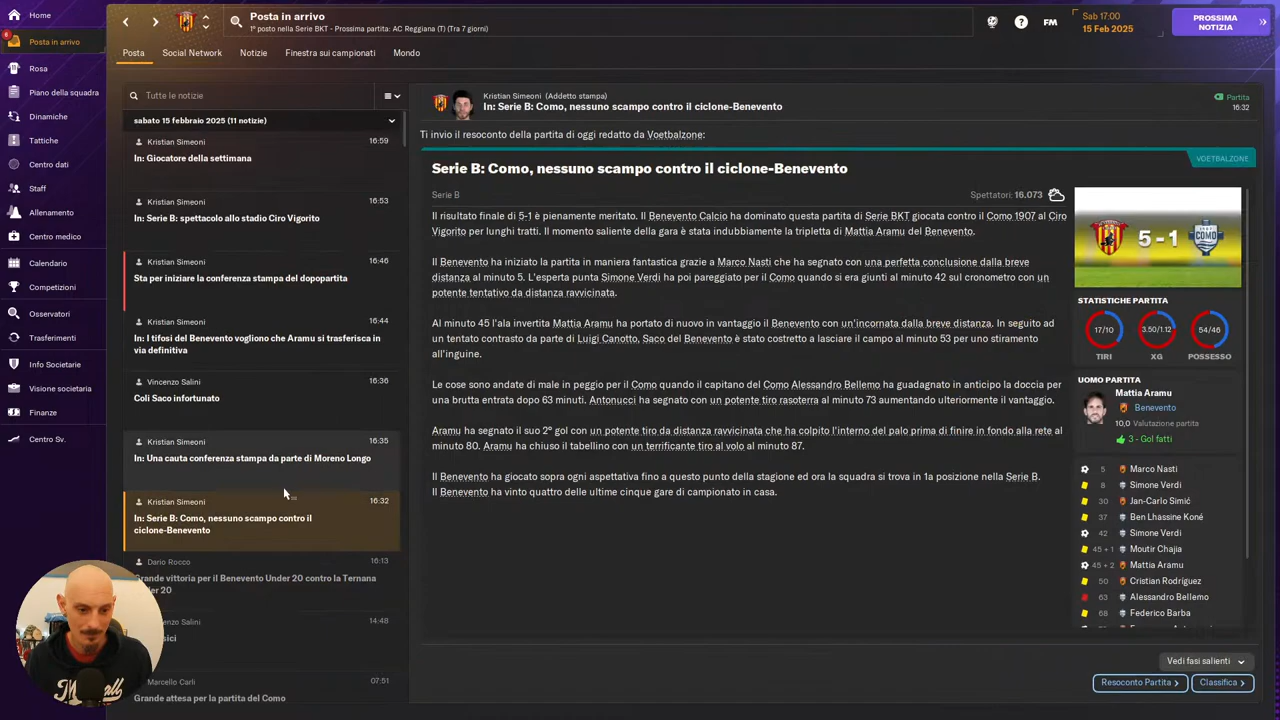 Home
Posta in arrivo
Rosa
Piano della squadra
Dinamiche
Tattiche
Centro dati
Staff
Allenamento
Centro medico
Calendario
Competizioni
Osservatori
Trasferimenti
Info Societarie
Visione societaria
Finanze
Centro Sv.
Posta in arrivo
1º posto nella Serie BKT - Prossima partita: AC Reggiana (T) (Tra 7 giorni)
FM
Sab 17:00
15 Feb 2025
PROSSIMA
NOTIZIA
Posta
Social Network
Notizie
Finestra sui campionati
Mondo
Tutte le notizie
sabato 15 febbraio 2025 (11 notizie)
Kristian Simeoni 16:59
In: Giocatore della settimana
Kristian Simeoni 16:53
In: Serie B: spettacolo allo stadio Ciro Vigorito
Kristian Simeoni 16:46
Sta per iniziare la conferenza stampa del dopopartita
Kristian Simeoni 16:44
In: I tifosi del Benevento vogliono che Aramu si trasferisca in
via definitiva
Vincenzo Salini 16:36
Coli Saco infortunato
Kristian Simeoni 16:35
In: Una cauta conferenza stampa da parte di Moreno Longo
Kristian Simeoni 16:32
In: Serie B: Como, nessuno scampo contro il
ciclone-Benevento
Dario Rocco 16:13
Grande vittoria per il Benevento Under 20 contro la Ternana
Salini 14:48
Marcello Carli 07:51
Grande attesa per la partita del Como
Kristian Simeoni (Addetto stampa)
In: Serie B: Como, nessuno scampo contro il ciclone-Benevento
Partita
16:32
Ti invio il resoconto della partita di oggi redatto da Voetbalzone:
VOETBALZONE
Serie B: Como, nessuno scampo contro il ciclone-Benevento
Serie B
Spettatori: 16.073
Il risultato finale di 5-1 è pienamente meritato. Il Benevento Calcio ha dominato questa partita di Serie BKT giocata contro il Como 1907 al Ciro
Vigorito per lunghi tratti. Il momento saliente della gara è stata indubbiamente la tripletta di Mattia Aramu del Benevento.
Il Benevento ha iniziato la partita in maniera fantastica grazie a Marco Nasti che ha segnato con una perfetta conclusione dalla breve
distanza al minuto 5. L'esperta punta Simone Verdi ha poi pareggiato per il Como quando si era giunti al minuto 42 sul cronometro con un
potente tentativo da distanza ravvicinata.
Al minuto 45 l'ala invertita Mattia Aramu ha portato di nuovo in vantaggio il Benevento con un'incornata dalla breve distanza. In seguito ad
un tentato contrasto da parte di Luigi Canotto, Saco del Benevento è stato costretto a lasciare il campo al minuto 53 per uno stiramento
all'inguine.
Le cose sono andate di male in peggio per il Como quando il capitano del Como Alessandro Bellemo ha guadagnato in anticipo la doccia per
una brutta entrata dopo 63 minuti. Antonucci ha segnato con un potente tiro rasoterra al minuto 73 aumentando ulteriormente il vantaggio.
Aramu ha segnato il suo 2º gol con un potente tiro da distanza ravvicinata che ha colpito l'interno del palo prima di finire in fondo alla rete al
minuto 80. Aramu ha chiuso il tabellino con un terrificante tiro al volo al minuto 87.
Il Benevento ha giocato sopra ogni aspettativa fino a questo punto della stagione ed ora la squadra si trova in 1a posizione nella Serie B.
Il Benevento ha vinto quattro delle ultime cinque gare di campionato in casa.
5 - 1
STATISTICHE PARTITA
17/10 3.50/1.12 54/46
TIRI XG POSSESSO
UOMO PARTITA
Mattia Aramu
Benevento
10,0 Valutazione partita
3 - Gol fatti
5 Marco Nasti
8 Simone Verdi
30 Jan-Carlo Simić
37 Ben Lhassine Koné
42 Simone Verdi
45 + 1 Moutir Chajia
45 + 2 Mattia Aramu
50 Cristian Rodríguez
63 Alessandro Bellemo
68 Federico Barba
Vedi fasi salienti
Resoconto Partita
Classifica